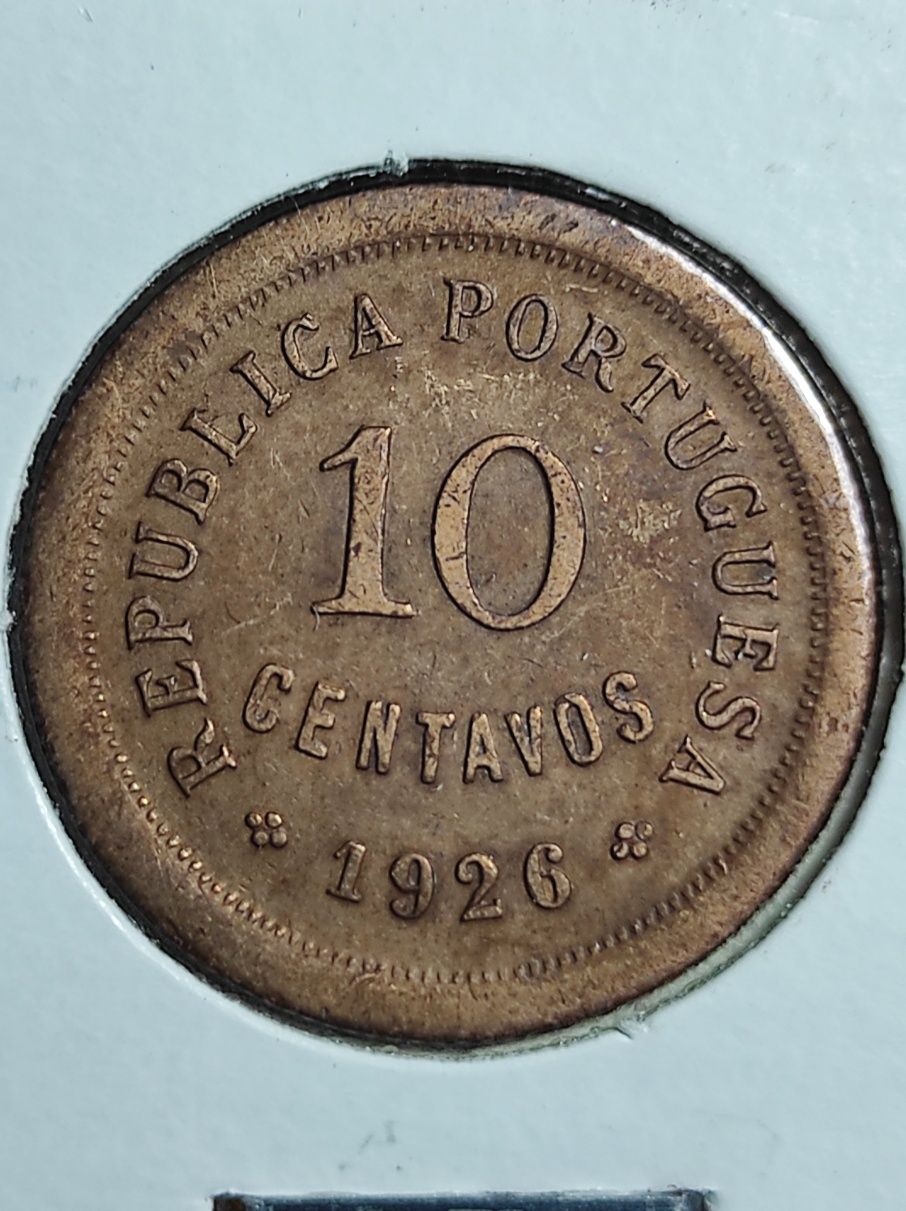 REPUBLICA PORTUGUESA
10
CENTAVOS
1926